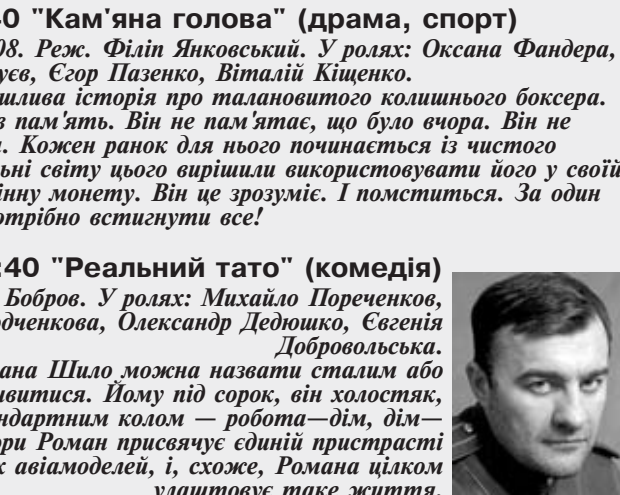 0 "Кам'яна голова" (драма, спорт)
08. Реж. Філіп Янковський. У ролях: Оксана Фандера,
уєв, Єгор Пазенко, Віталій Кіщенко.
шлива історія про талановитого колишнього боксера.
в пам'ять. Він не пам'ятає, що було вчора. Він не
. Кожен ранок для нього починається із чистого
ьні світу цього вирішили використовувати його у своїй
інну монету. Він це зрозуміє. І помститься. За один
отрібно встигнути все!
:40 "Реальний тато" (комедія)
Бобров. У ролях: Михайло Пореченков,
дченкова, Олександр Дедюшко, Євгенія
Добровольська.
ана Шило можна назвати сталим або
ивитися. Йому під сорок, він холостяк,
ндартним колом — робота—дім, дім—
ори Роман присвячує єдиній пристрасті
к авіамоделей, і, схоже, Романа цілком
улаштовує таке життя.